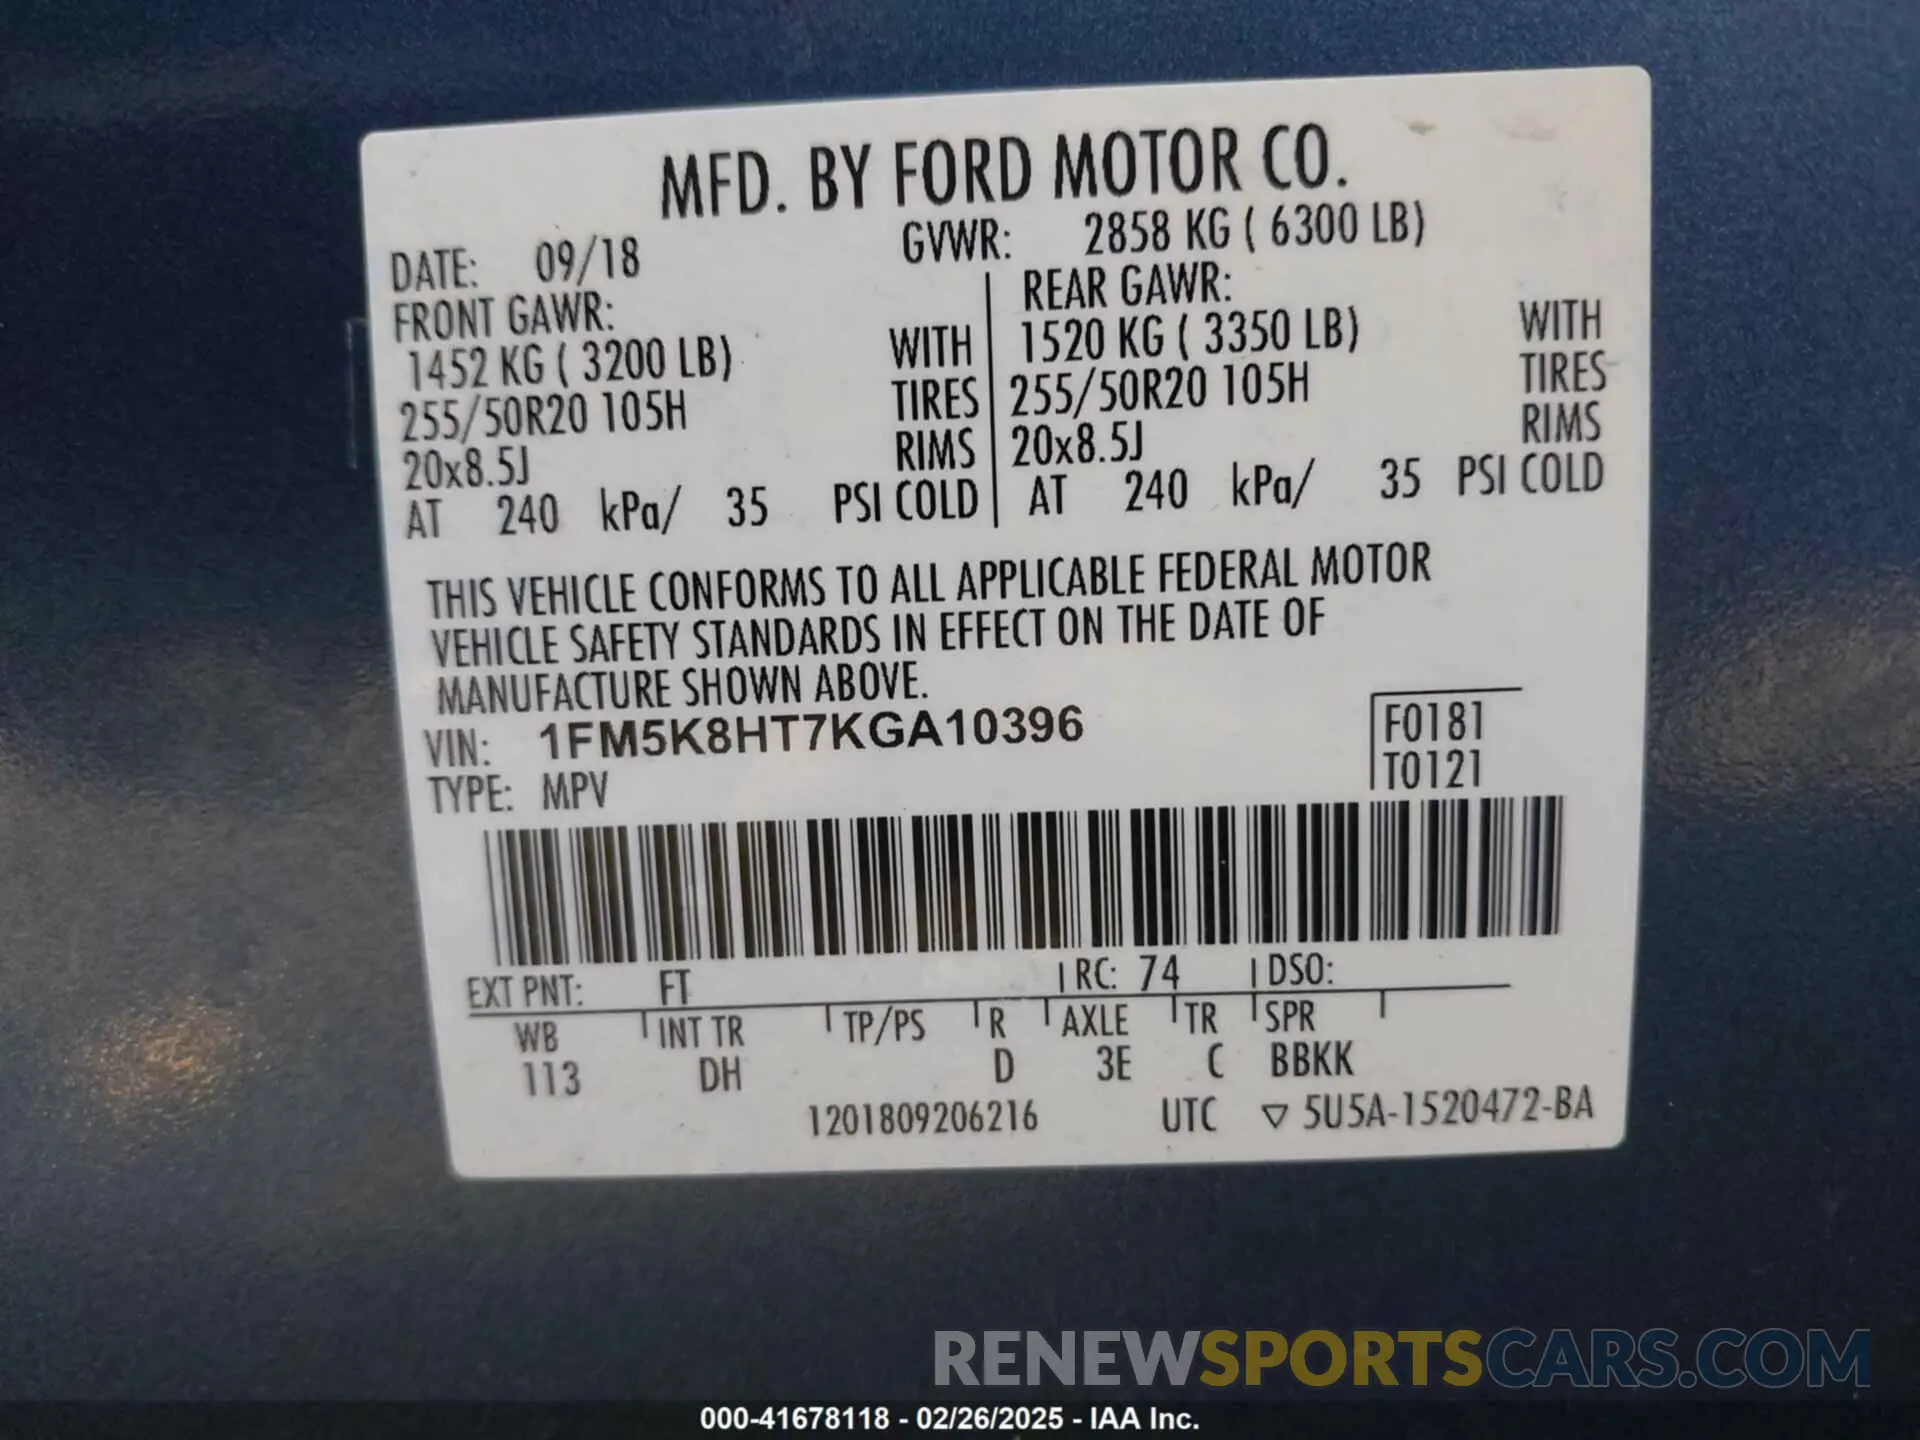 MFD. BY FORD MOTOR CO.
DATE: 09/18 GVWR: 2858 KG ( 6300 LB)
FRONT GAWR: REAR GAWR:
1452 KG ( 3200 LB) WITH 1520 KG ( 3350 LB) WITH
255/50R20 105H TIRES 255/50R20 105H TIRES
20x8.5J RIMS 20x8.5J RIMS
AT 240 kPa/ 35 PSI COLD AT 240 kPa/ 35 PSI COLD
THIS VEHICLE CONFORMS TO ALL APPLICABLE FEDERAL MOTOR
VEHICLE SAFETY STANDARDS IN EFFECT ON THE DATE OF
MANUFACTURE SHOWN ABOVE.
VIN: 1FM5K8HT7KGA10396 F0181
TYPE: MPV T0121
EXT PNT: FT RC: 74 DSO:
WB INT TR TP/PS R AXLE TR SPR
113 DH D 3E C BBKK
1201809206216 UTC ▽ 5U5A-1520472-BA
RENEWSPORTSCARS.COM
000-41678118 - 02/26/2025 - IAA Inc.